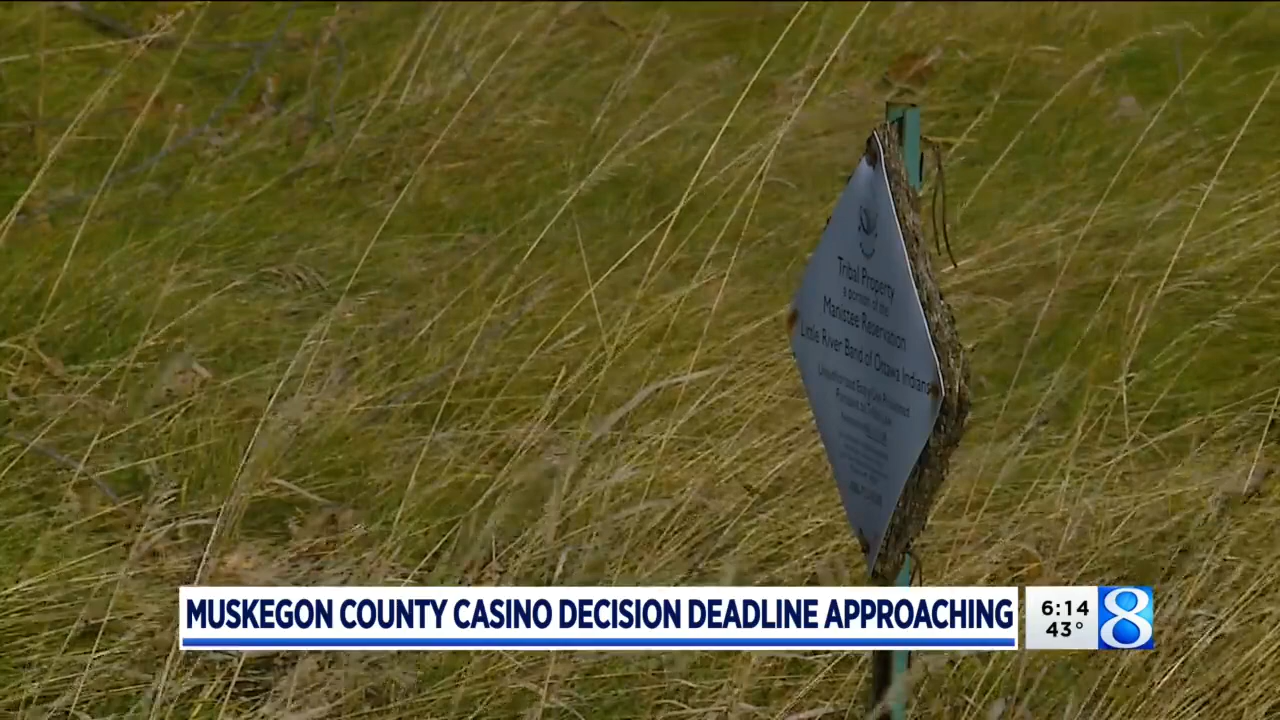 Tribal Property
a portion of the
Manistee Reservation
Little River Band of Ottawa Indians
MUSKEGON COUNTY CASINO DECISION DEADLINE APPROACHING
6:14
43°
8